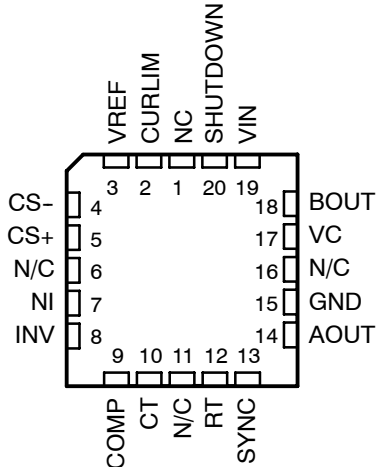 VREF
CURLIM
NC
SHUTDOWN
VIN
3 2 1 20 19
CS– 4
CS+ 5
N/C 6
NI 7
INV 8
18 BOUT
17 VC
16 N/C
15 GND
14 AOUT
9 10 11 12 13
COMP
CT
N/C
RT
SYNC